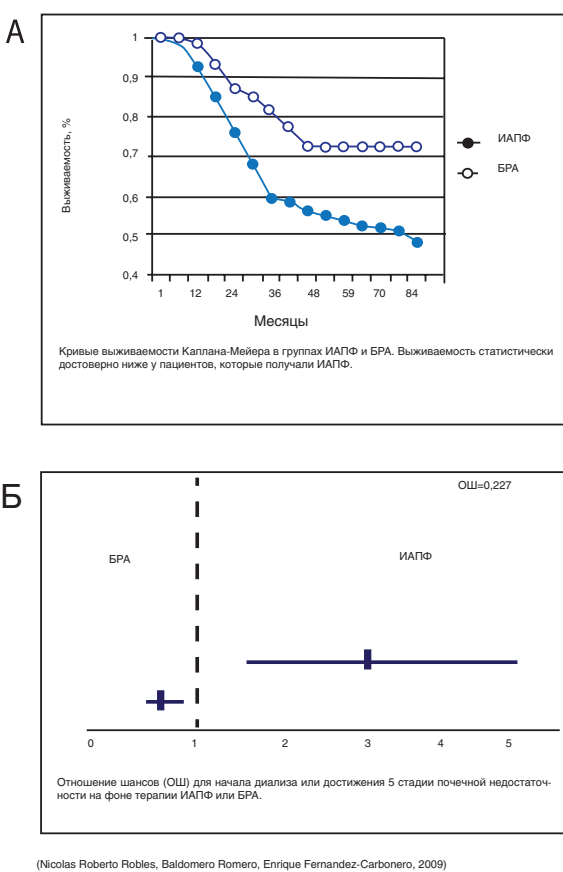 А
1
0,9
0,8
0,7
0,6
0,5
0,4
Выживаемость, %
1 12 24 36 48 59 70 84
Месяцы
ИАПФ
БРА
Кривые выживаемости Каплана-Мейера в группах ИАПФ и БРА. Выживаемость статистически
достоверно ниже у пациентов, которые получали ИАПФ.
Б
ОШ=0,227
БРА
ИАПФ
0 1 2 3 4 5
Отношение шансов (ОШ) для начала диализа или достижения 5 стадии почечной недостаточ-
ности на фоне терапии ИАПФ или БРА.
(Nicolas Roberto Robles, Baldomero Romero, Enrique Fernandez-Carbonero, 2009)